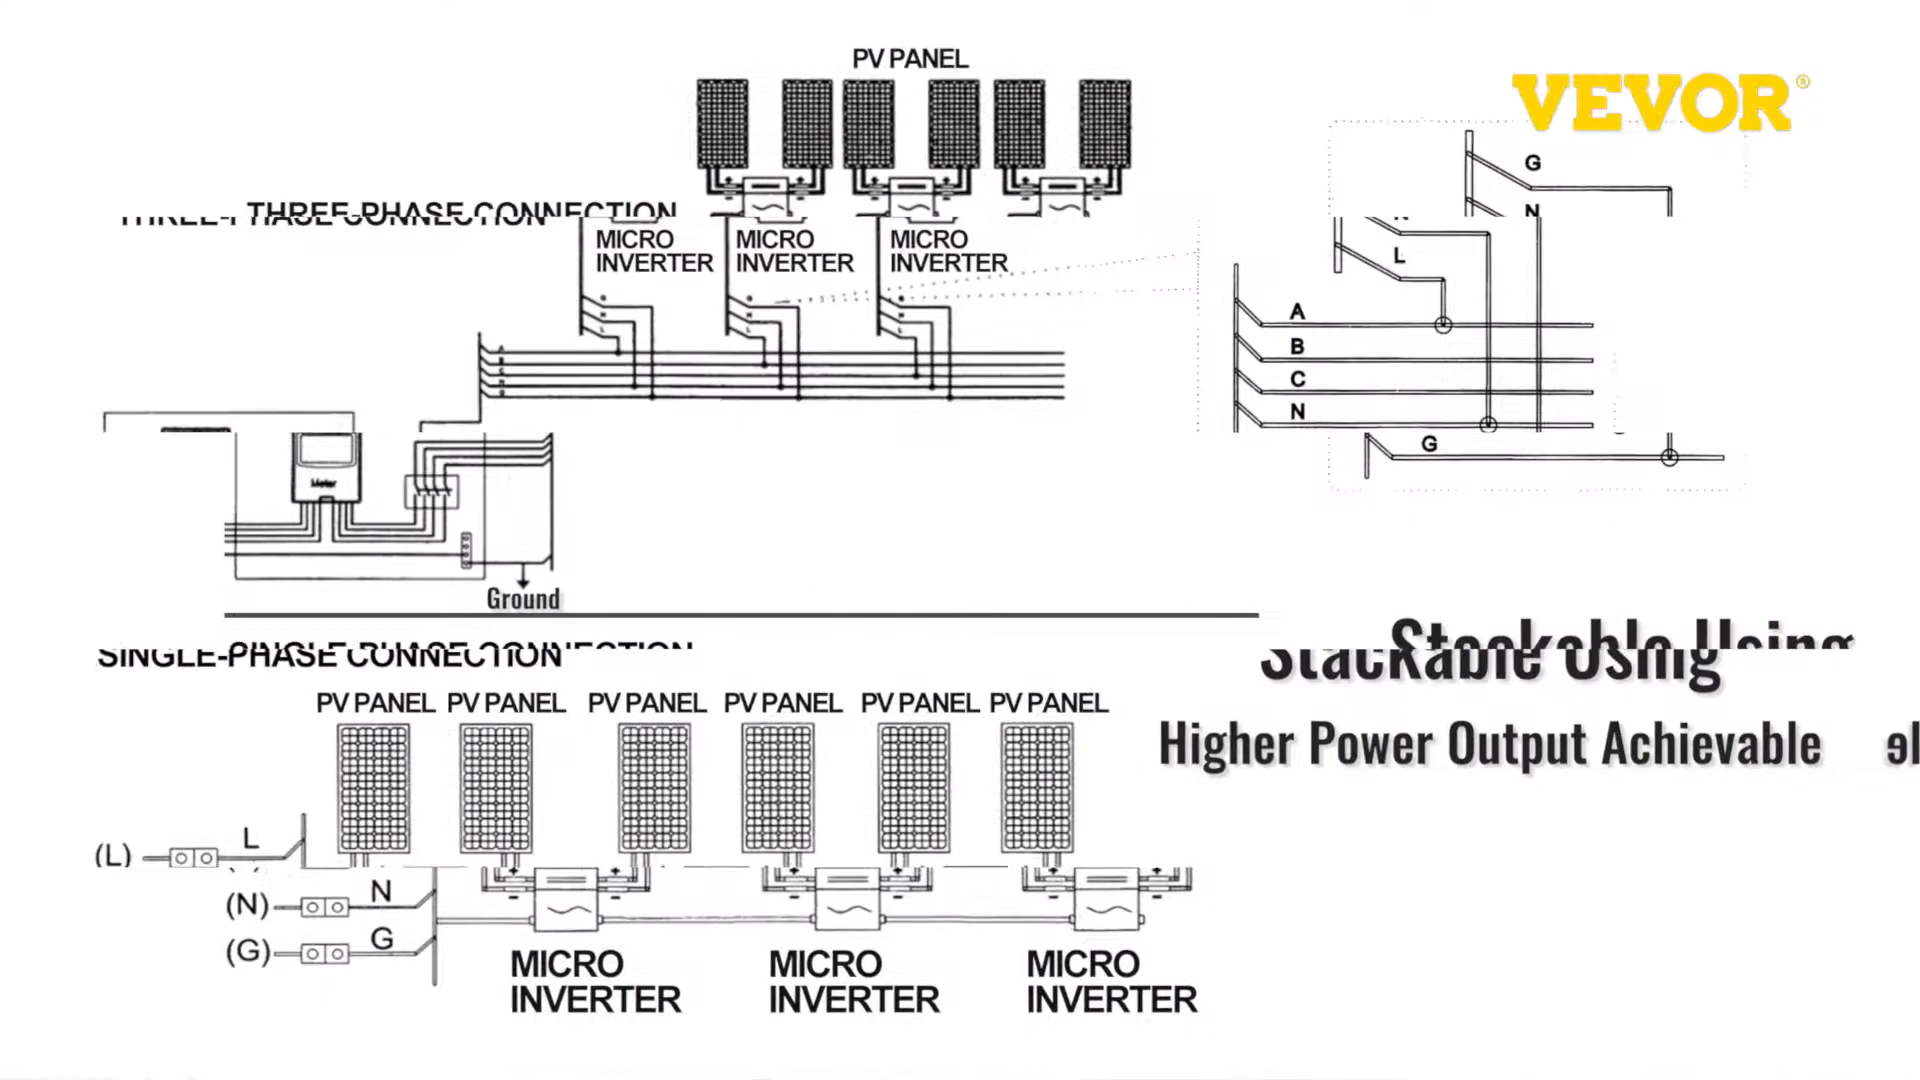 PV PANEL
VEVOR®
G
N
THREE-PHASE CONNECTION
MICRO
INVERTER
MICRO
INVERTER
MICRO
INVERTER
L
A
B
C
N
G
G
N
L
G
N
L
G
N
L
A
B
C
N
G
Meter
Ground
SINGLE-PHASE CONNECTION
Stackable Using
PV PANEL PV PANEL PV PANEL PV PANEL PV PANEL PV PANEL
Higher Power Output Achievable
(L) L
(N) N
(G) G
MICRO
INVERTER
MICRO
INVERTER
MICRO
INVERTER